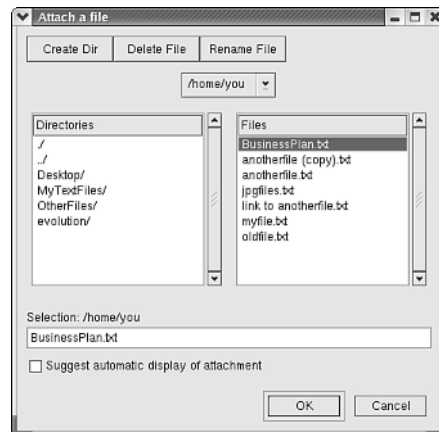 Attach a file
Create Dir Delete File Rename File
/home/you
Directories
./
../
Desktop/
MyTextFiles/
OtherFiles/
evolution/
Files
BusinessPlan.txt
anotherfile (copy).txt
anotherfile.txt
jpgfiles.txt
link to anotherfile.txt
myfile.txt
oldfile.txt
Selection: /home/you
BusinessPlan.txt
Suggest automatic display of attachment
OK Cancel